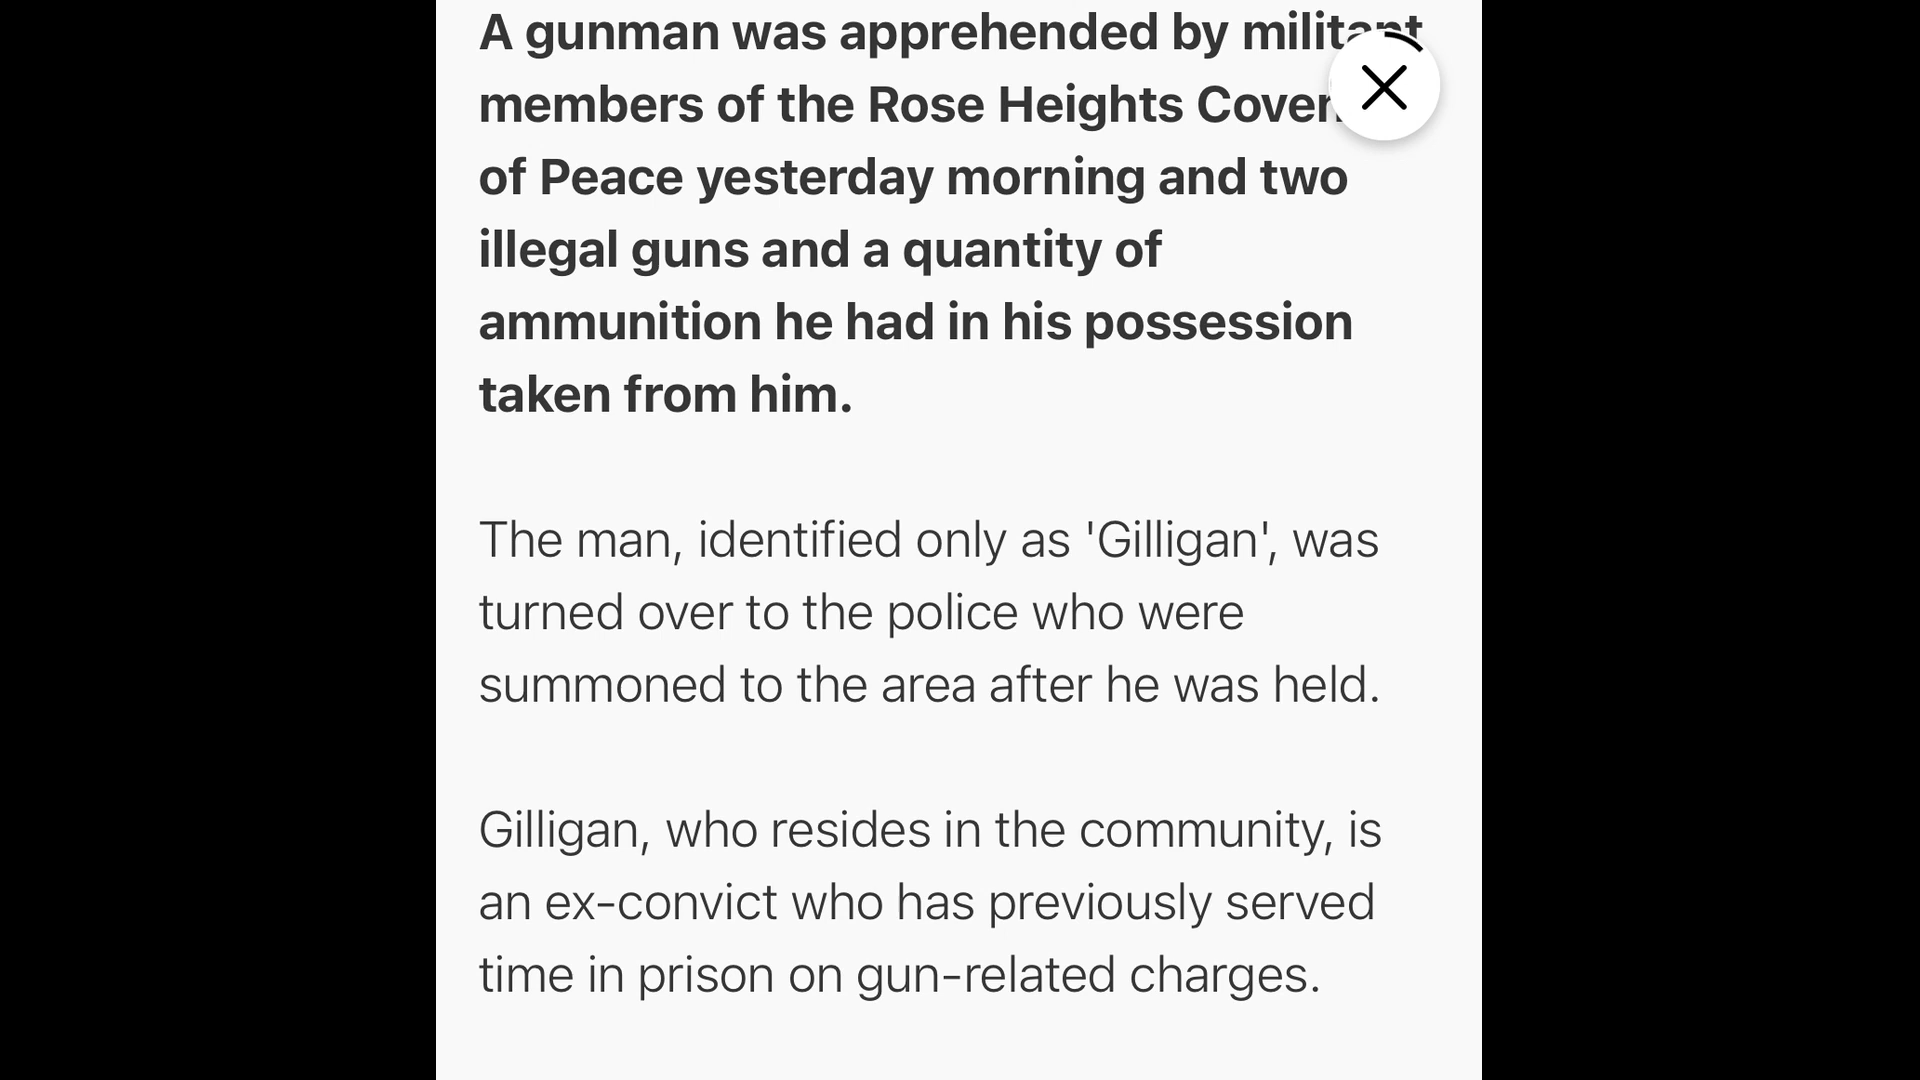 A gunman was apprehended by militant
members of the Rose Heights
of Peace yesterday morning and two
illegal guns and a quantity of
ammunition he had in his possession
taken from him.
The man, identified only as 'Gilligan', was
turned over to the police who were
summoned to the area after he was held.
Gilligan, who resides in the community, is
an ex-convict who has previously served
time in prison on gun-related charges.